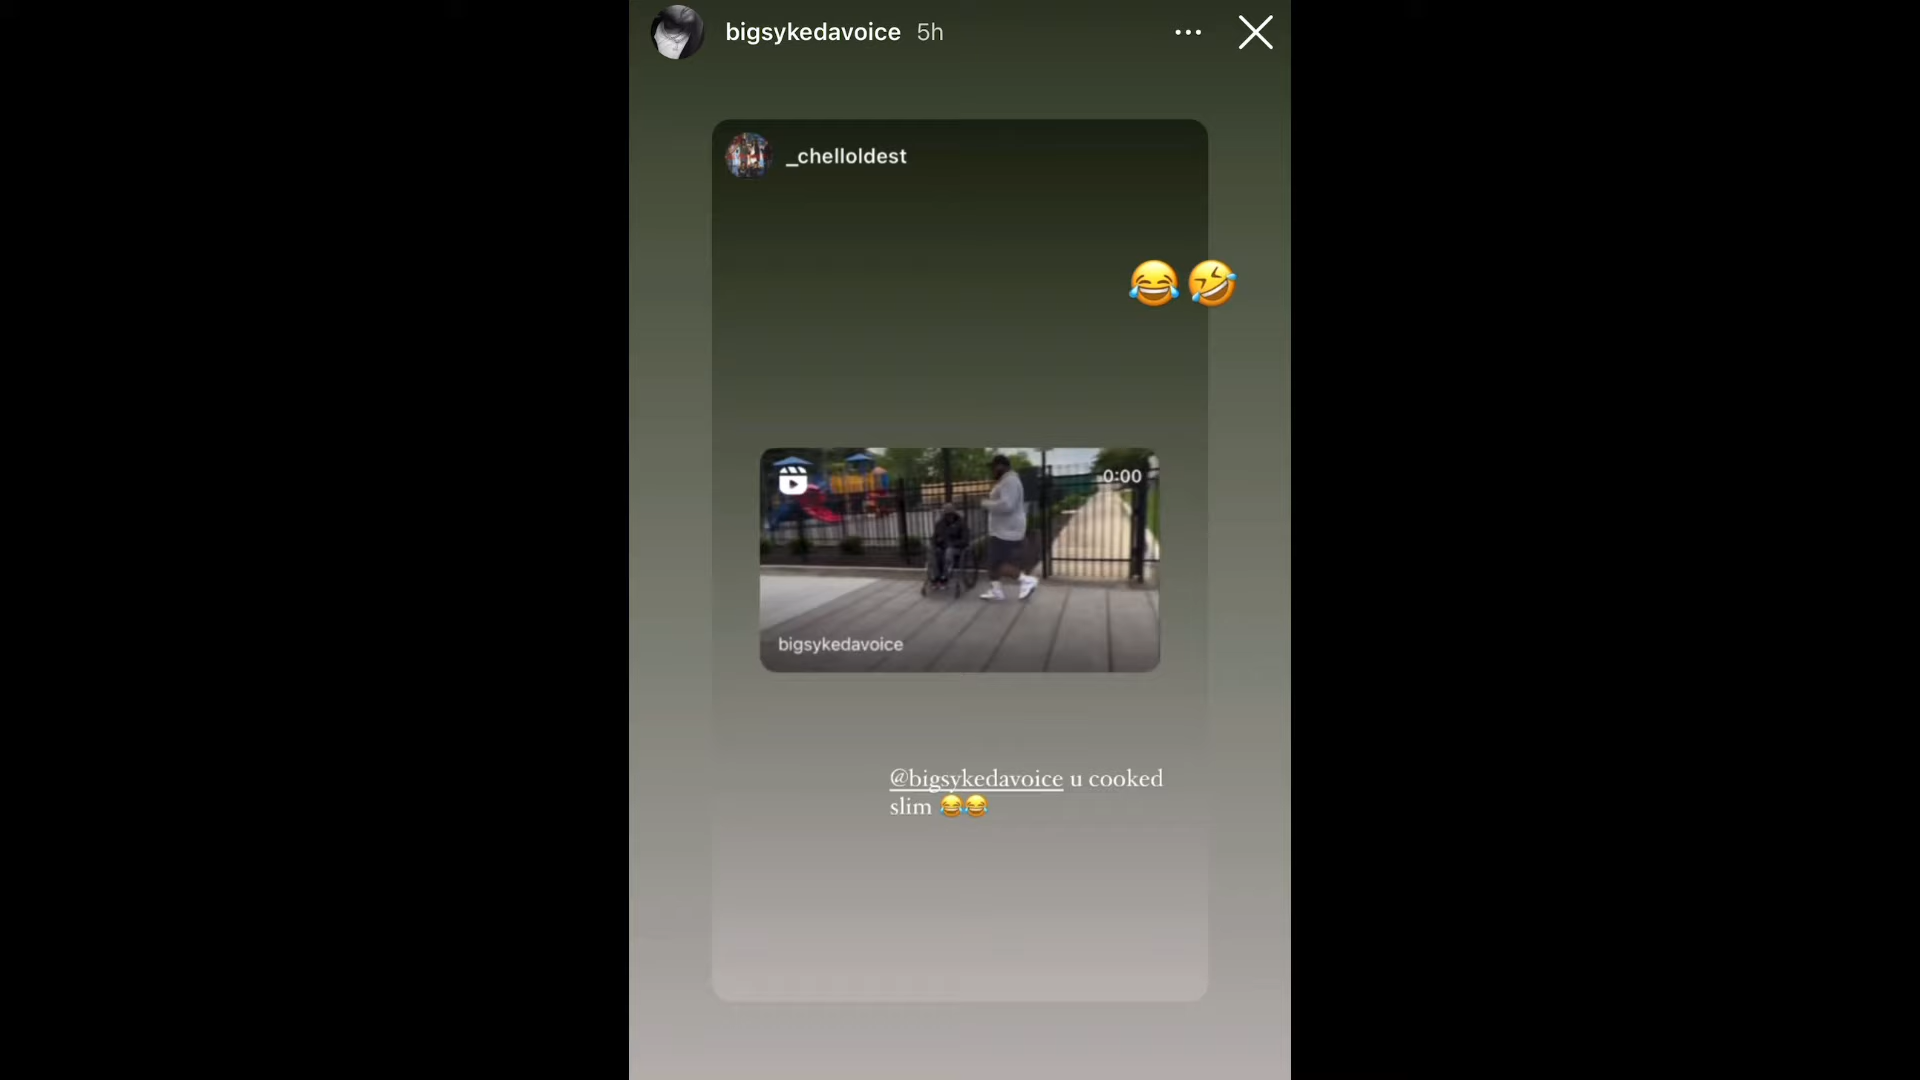 bigsykedavoice 5h
_chelloldest
😂🤣
-0:00
bigsykedavoice
@bigsykedavoice u cooked
slim 😂😂